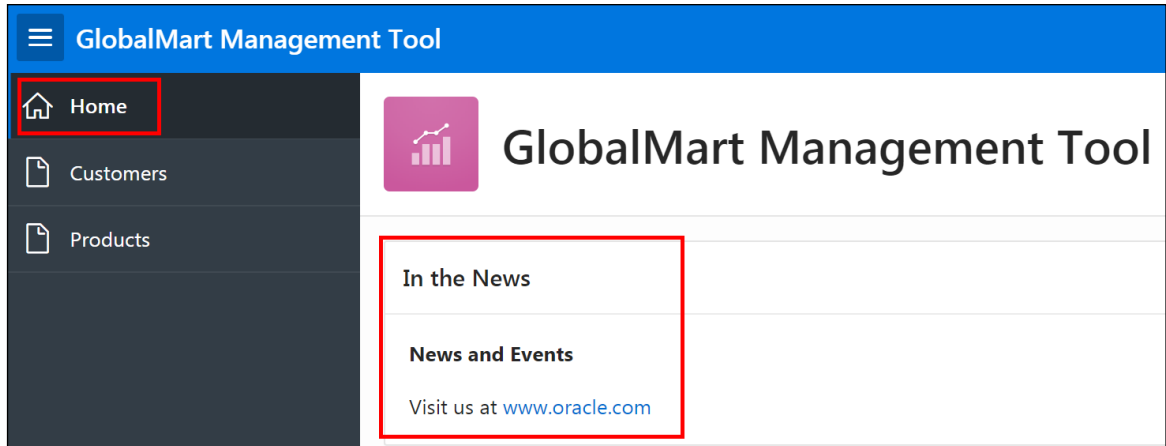 GlobalMart Management Tool
Home
Customers
Products
GlobalMart Management Tool
In the News
News and Events
Visit us at www.oracle.com